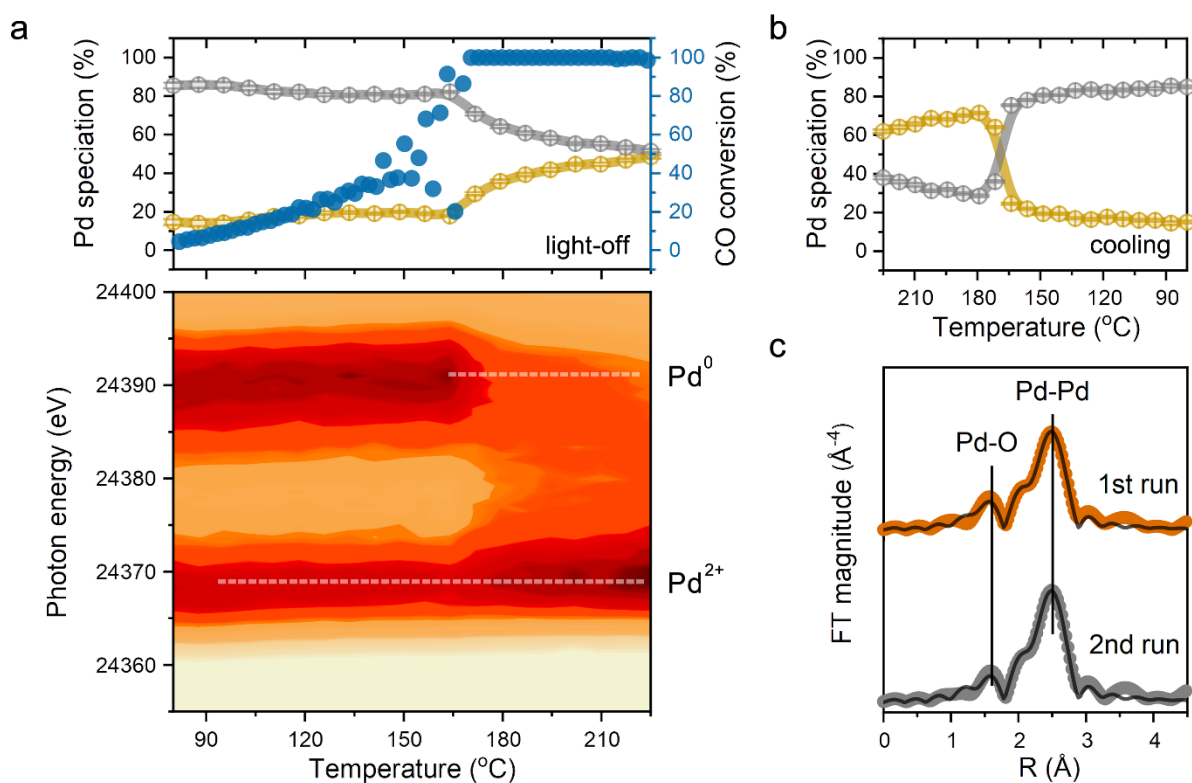 a
Pd speciation (%)
100
80
60
40
20
0
100
80
60
40
20
0
CO conversion (%)
light-off
24400
24390
24380
24370
24360
Photon energy (eV)
Pd⁰
Pd²⁺
90 120 150 180 210
Temperature (°C)
b
Pd speciation (%)
100
80
60
40
20
0
cooling
210 180 150 120 90
Temperature (°C)
c
FT magnitude (Å⁻⁴)
Pd-Pd
Pd-O
1st run
2nd run
0 1 2 3 4
R (Å)